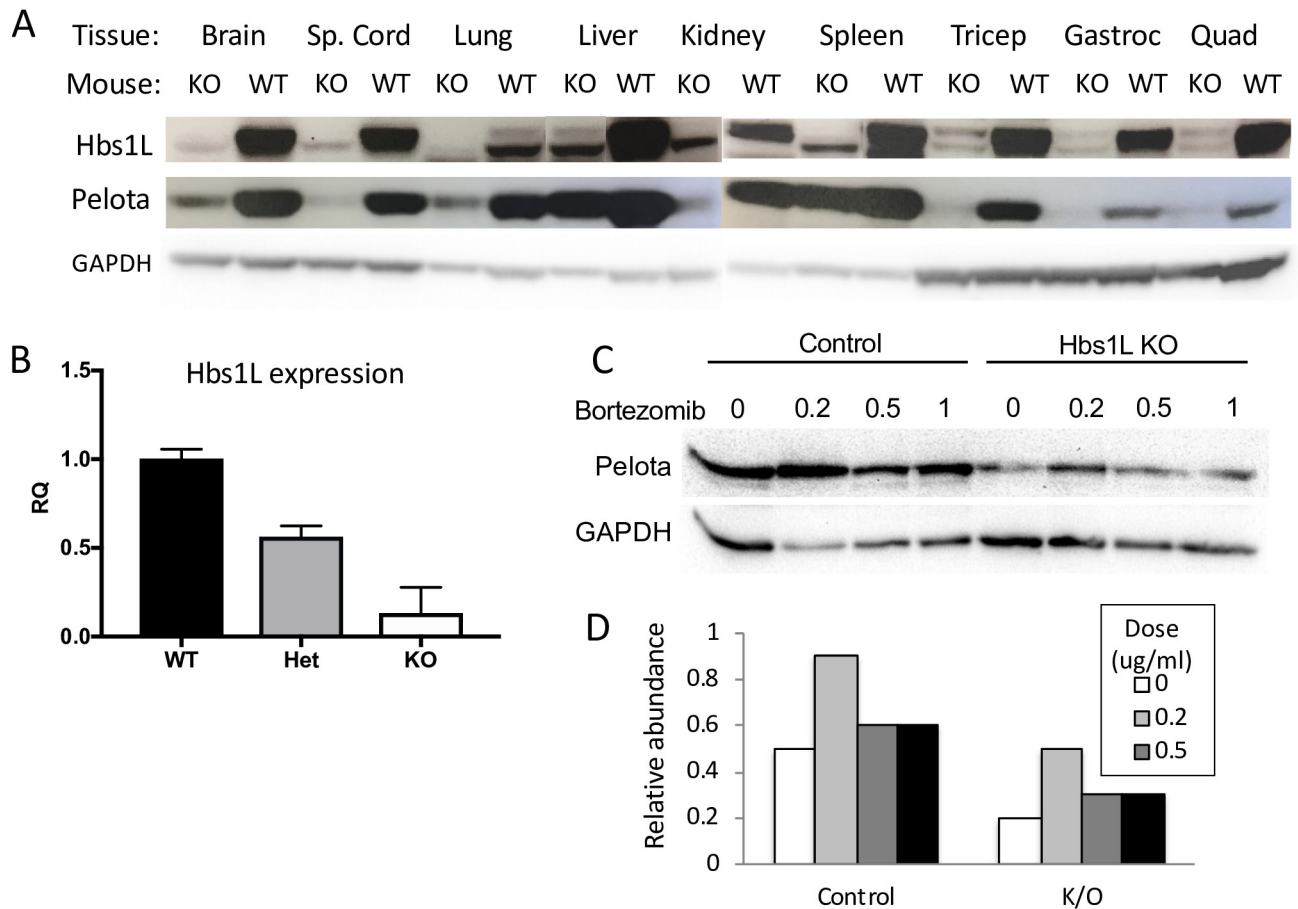 A
Tissue: Brain Sp. Cord Lung Liver Kidney Spleen Tricep Gastroc Quad
Mouse: KO WT KO WT KO WT KO WT KO WT KO WT KO WT KO WT KO WT
Hbs1L
Pelota
GAPDH
B
Hbs1L expression
1.5
1.0
0.5
0.0
RQ
WT Het KO
C
Control Hbs1L KO
Bortezomib 0 0.2 0.5 1 0 0.2 0.5 1
Pelota
GAPDH
D
Relative abundance
1
0.8
0.6
0.4
0.2
0
Control K/O
Dose
(ug/ml)
0
0.2
0.5